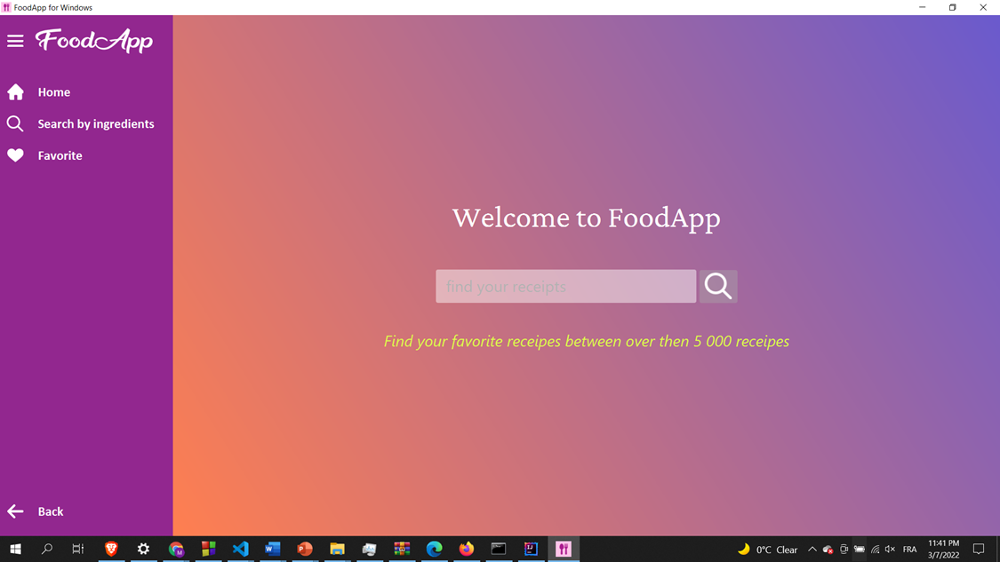 FoodApp for Windows
FoodApp
Home
Search by ingredients
Favorite
Welcome to FoodApp
find your receipts
Find your favorite receipes between over then 5 000 receipes
Back
0°C Clear
FRA
11:41 PM
3/7/2022